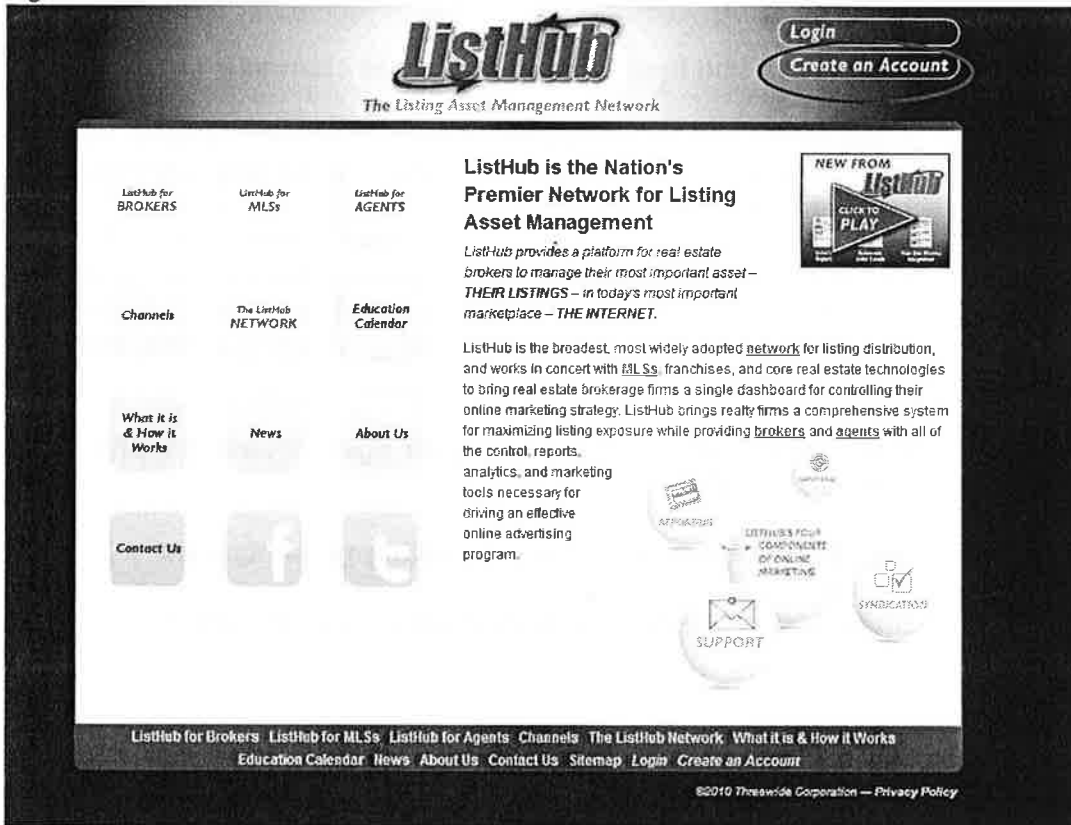 ListHub
The Listing Asset Management Network
Login
Create an Account
ListHub for
BROKERS
ListHub for
MLSs
ListHub for
AGENTS
Channels
The ListHub
NETWORK
Education
Calendar
What it is
& How it
Works
News
About Us
Contact Us
f
t
ListHub is the Nation's
Premier Network for Listing
Asset Management
ListHub provides a platform for real estate
brokers to manage their most important asset –
THEIR LISTINGS – in today's most important
marketplace – THE INTERNET.
NEW FROM
ListHub
CLICK TO
PLAY
ListHub is the broadest, most widely adopted network for listing distribution,
and works in concert with MLSs, franchises, and core real estate technologies
to bring real estate brokerage firms a single dashboard for controlling their
online marketing strategy. ListHub brings realty firms a comprehensive system
for maximizing listing exposure while providing brokers and agents with all of
the control, reports,
analytics, and marketing
tools necessary for
driving an effective
online advertising
program.
REPORTING
LISTHUB'S FOUR
COMPONENTS
OF ONLINE
MARKETING
SYNDICATION
SUPPORT
ListHub for Brokers ListHub for MLSs ListHub for Agents Channels The ListHub Network What it is & How it Works
Education Calendar News About Us Contact Us Sitemap Login Create an Account
©2010 Threewide Corporation — Privacy Policy